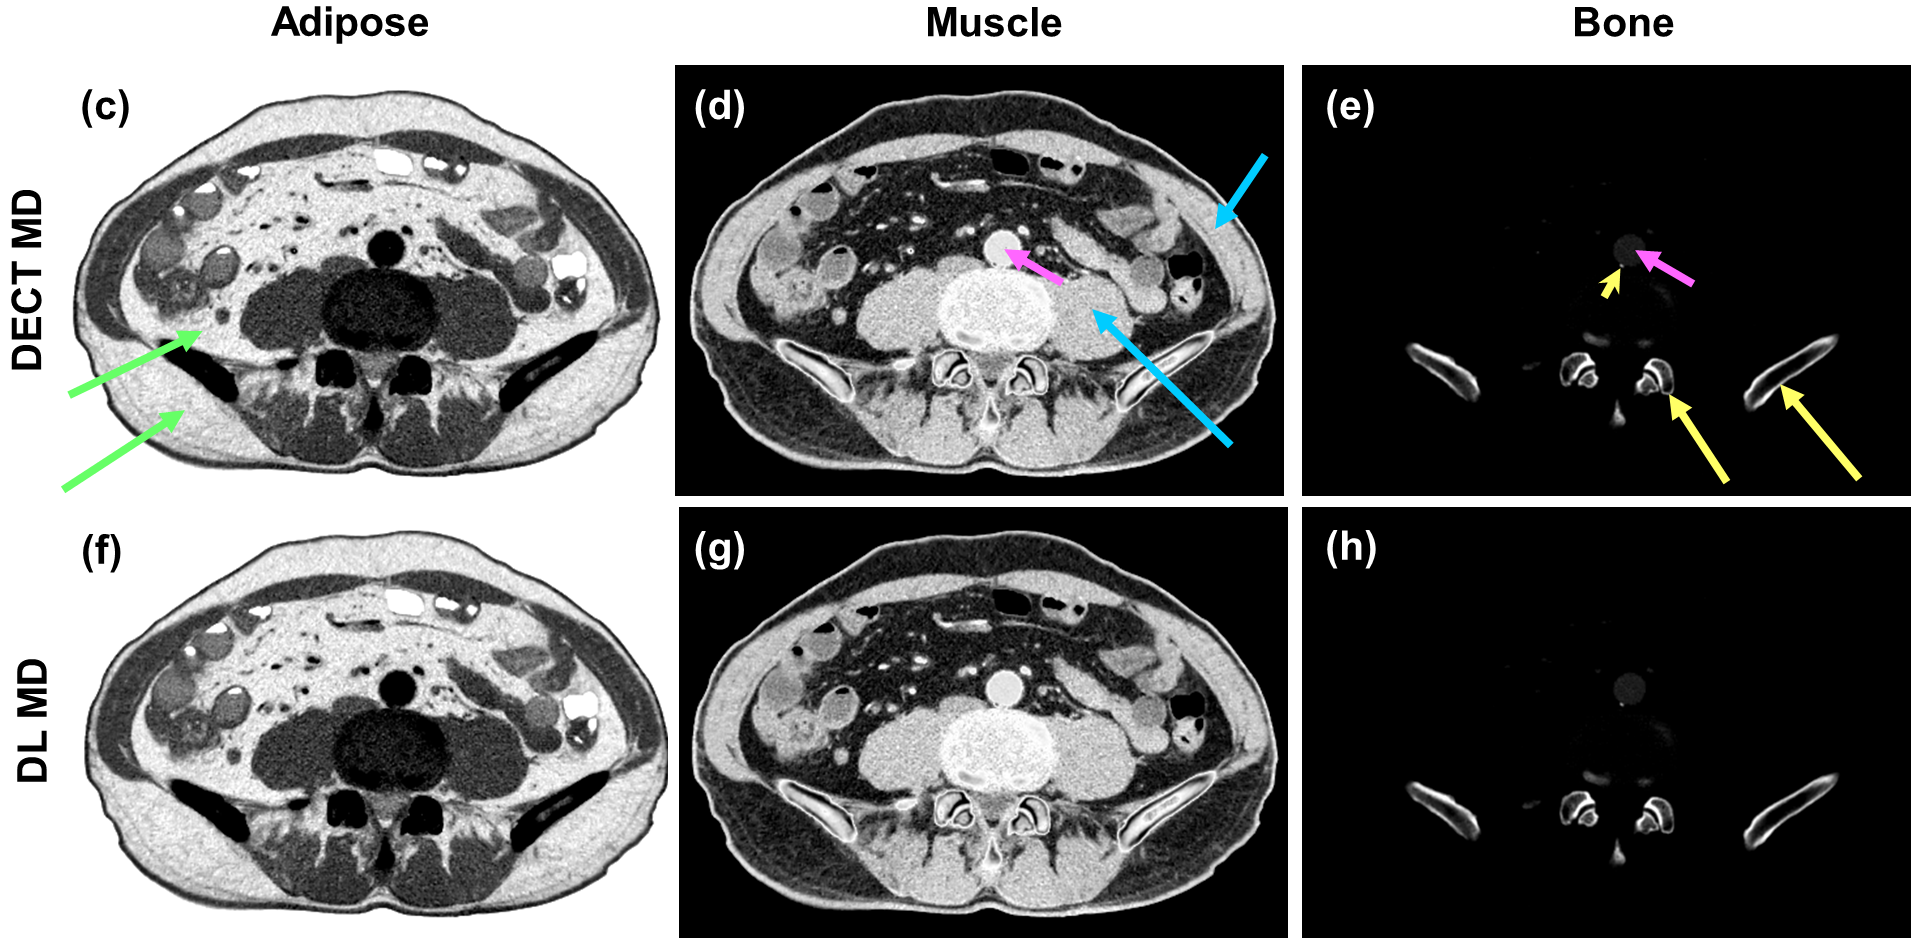 Adipose Muscle Bone
DECT MD
(c) (d) (e)
DL MD
(f) (g) (h)